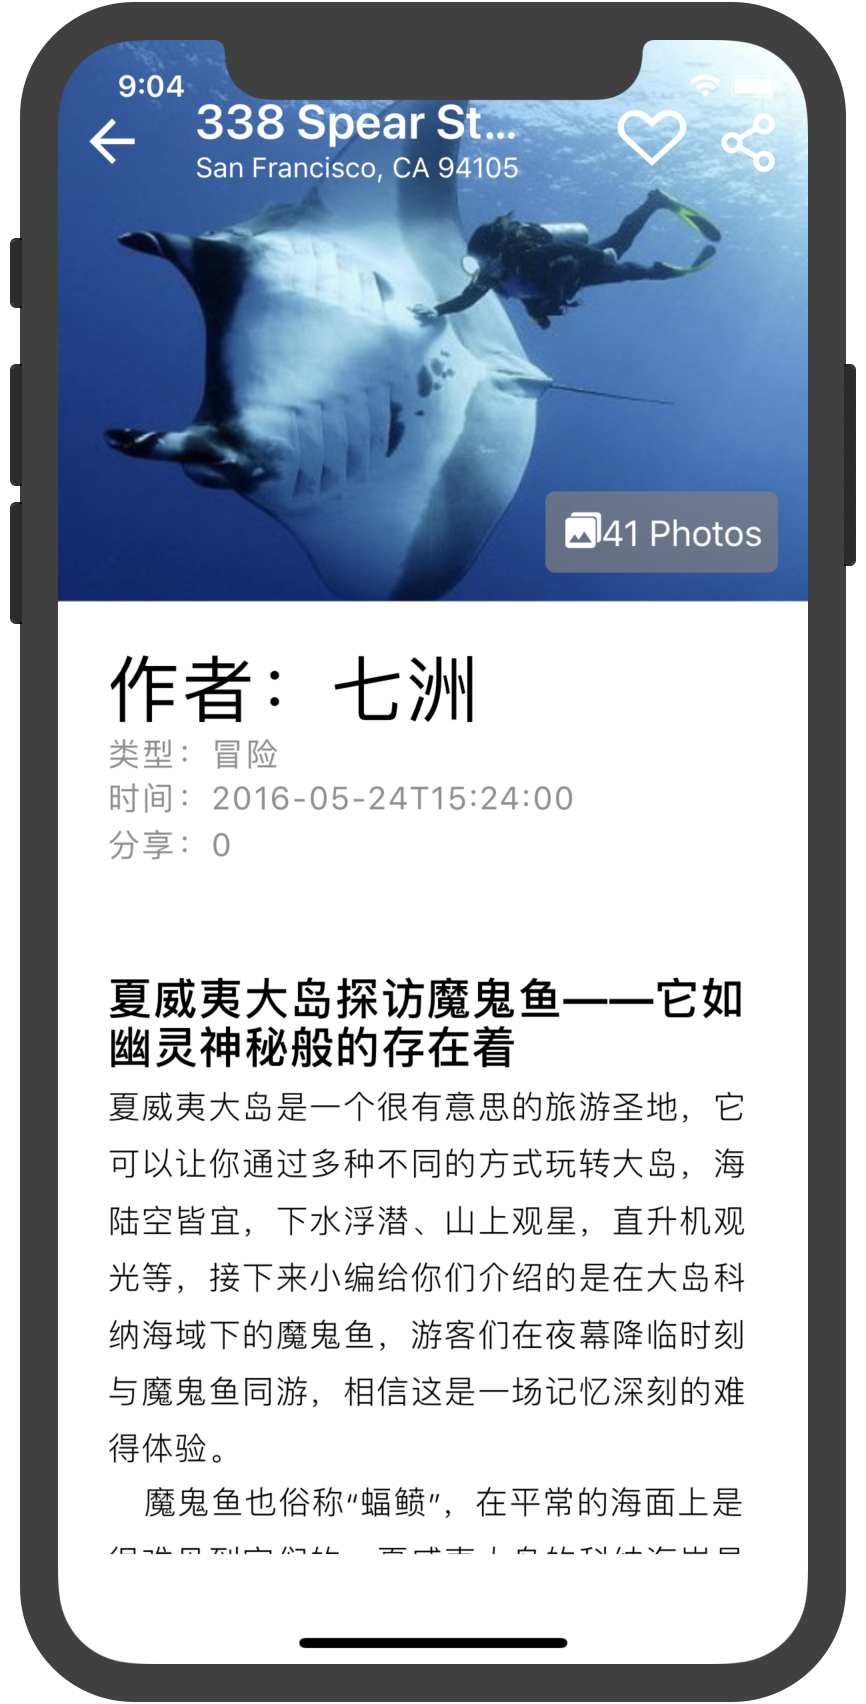 9:04
338 Spear St...
San Francisco, CA 94105
41 Photos
作者：七洲
类型：冒险
时间：2016-05-24T15:24:00
分享：0
夏威夷大岛探访魔鬼鱼——它如
幽灵神秘般的存在着
夏威夷大岛是一个很有意思的旅游圣地，它
可以让你通过多种不同的方式玩转大岛，海
陆空皆宜，下水浮潜、山上观星，直升机观
光等，接下来小编给你们介绍的是在大岛科
纳海域下的魔鬼鱼，游客们在夜幕降临时刻
与魔鬼鱼同游，相信这是一场记忆深刻的难
得体验。
魔鬼鱼也俗称“蝠鲼”，在平常的海面上是